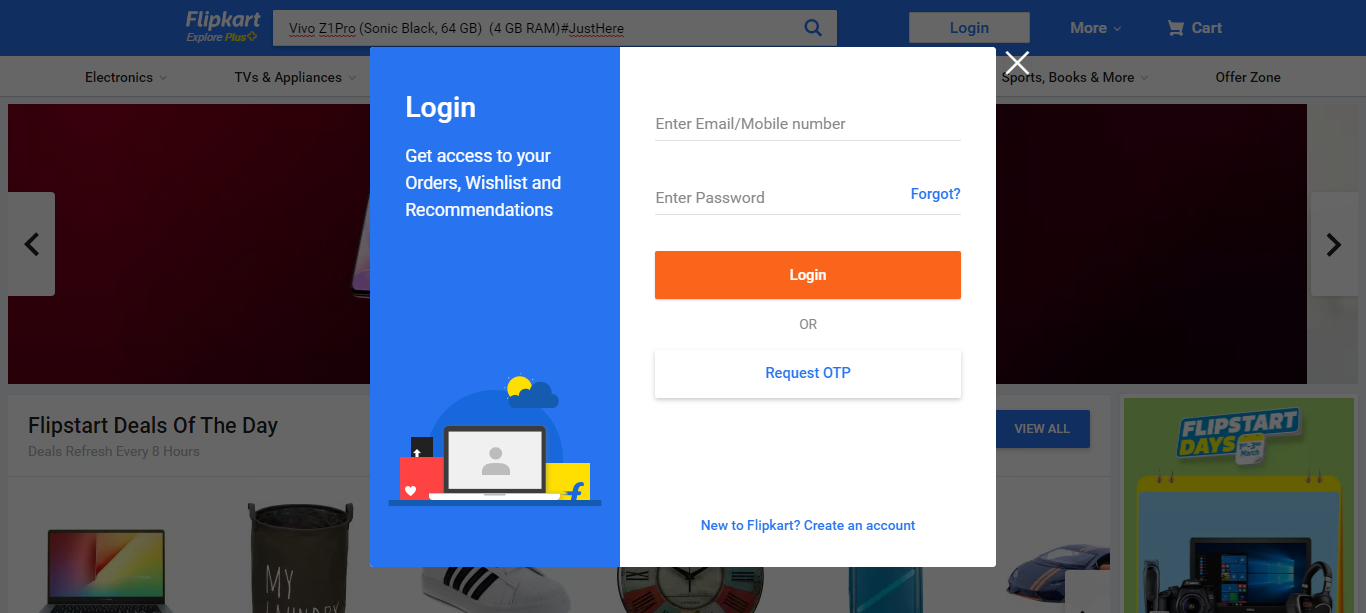 Flipkart
Explore Plus
Vivo Z1Pro (Sonic Black, 64 GB) (4 GB RAM)#JustHere
Login
More
Cart
Electronics
TVs & Appliances
Sports, Books & More
Offer Zone
Login
Get access to your
Orders, Wishlist and
Recommendations
Enter Email/Mobile number
Enter Password
Forgot?
Login
OR
Request OTP
New to Flipkart? Create an account
Flipstart Deals Of The Day
Deals Refresh Every 8 Hours
VIEW ALL
FLIPSTART
DAYS
March
MY